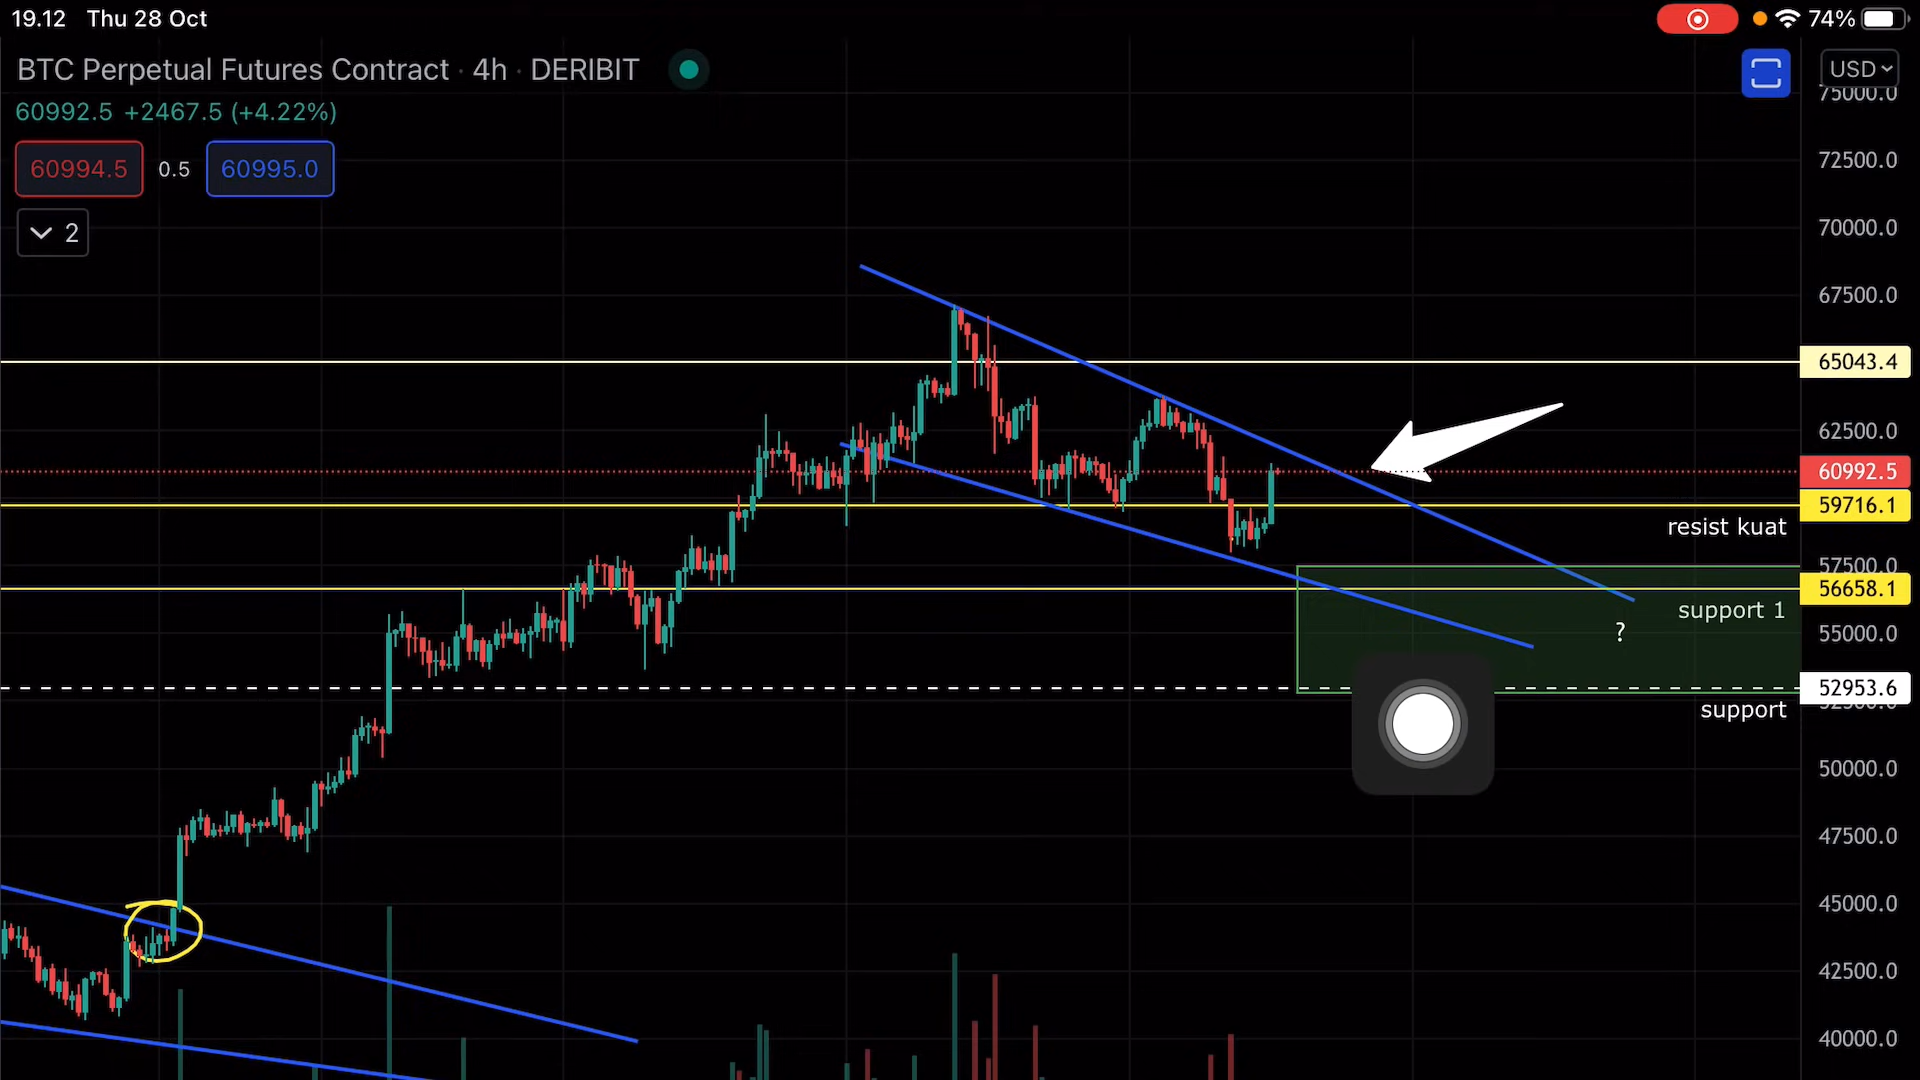 19.12 Thu 28 Oct
74%
BTC Perpetual Futures Contract · 4h · DERIBIT
USD
75000.0
60992.5 +2467.5 (+4.22%)
60994.5 0.5 60995.0
72500.0
2
70000.0
67500.0
65043.4
62500.0
60992.5
59716.1
resist kuat
57500.0
56658.1
support 1
?
55000.0
52953.6
support
50000.0
47500.0
45000.0
42500.0
40000.0